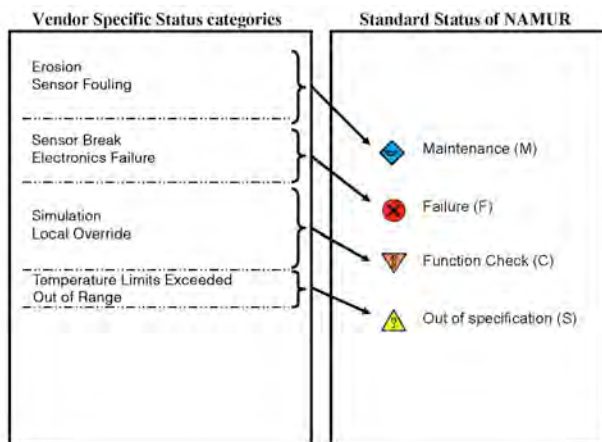 Vendor Specific Status categories
Standard Status of NAMUR
Erosion
Sensor Fouling
Sensor Break
Electronics Failure
Simulation
Local Override
Temperature Limits Exceeded
Out of Range
Maintenance (M)
Failure (F)
Function Check (C)
Out of specification (S)